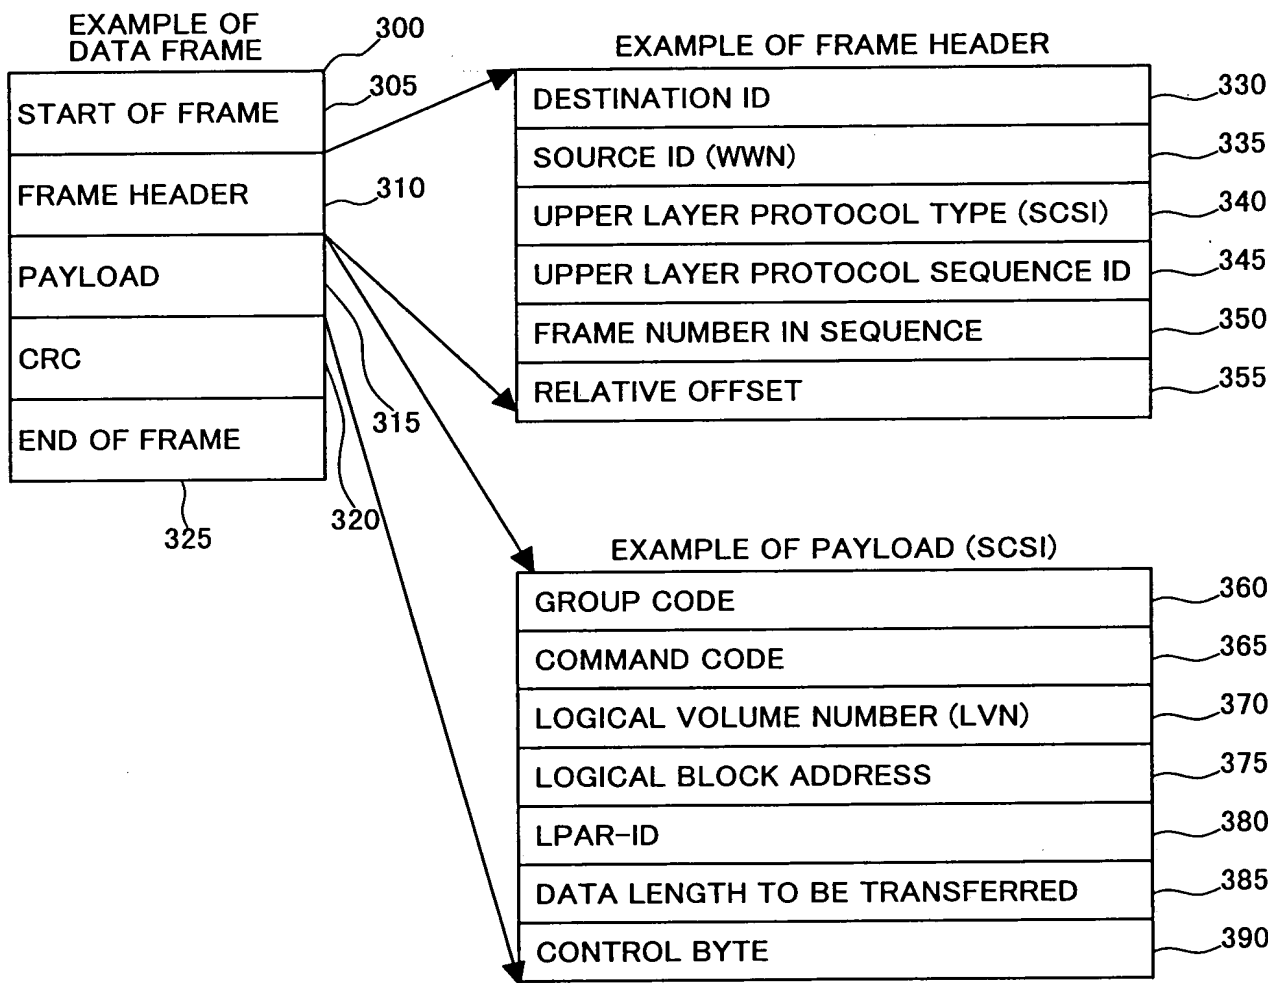 EXAMPLE OF
DATA FRAME
300
START OF FRAME
305
FRAME HEADER
310
PAYLOAD
315
CRC
320
END OF FRAME
325
EXAMPLE OF FRAME HEADER
DESTINATION ID
330
SOURCE ID (WWN)
335
UPPER LAYER PROTOCOL TYPE (SCSI)
340
UPPER LAYER PROTOCOL SEQUENCE ID
345
FRAME NUMBER IN SEQUENCE
350
RELATIVE OFFSET
355
EXAMPLE OF PAYLOAD (SCSI)
GROUP CODE
360
COMMAND CODE
365
LOGICAL VOLUME NUMBER (LVN)
370
LOGICAL BLOCK ADDRESS
375
LPAR-ID
380
DATA LENGTH TO BE TRANSFERRED
385
CONTROL BYTE
390